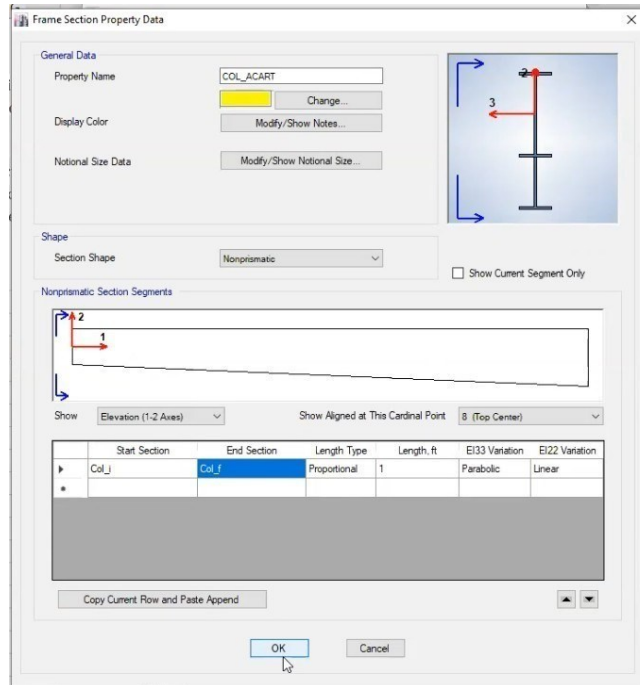 Frame Section Property Data
General Data
Property Name COL_ACART
Change...
Display Color Modify/Show Notes...
Notional Size Data Modify/Show Notional Size...
2
3
Shape
Section Shape Nonprismatic
Show Current Segment Only
Nonprismatic Section Segments
2
1
Show Elevation (1-2 Axes) Show Aligned at This Cardinal Point 8 (Top Center)
Start Section End Section Length Type Length, ft EI33 Variation EI22 Variation
Col_i Col_f Proportional 1 Parabolic Linear
Copy Current Row and Paste Append
OK Cancel